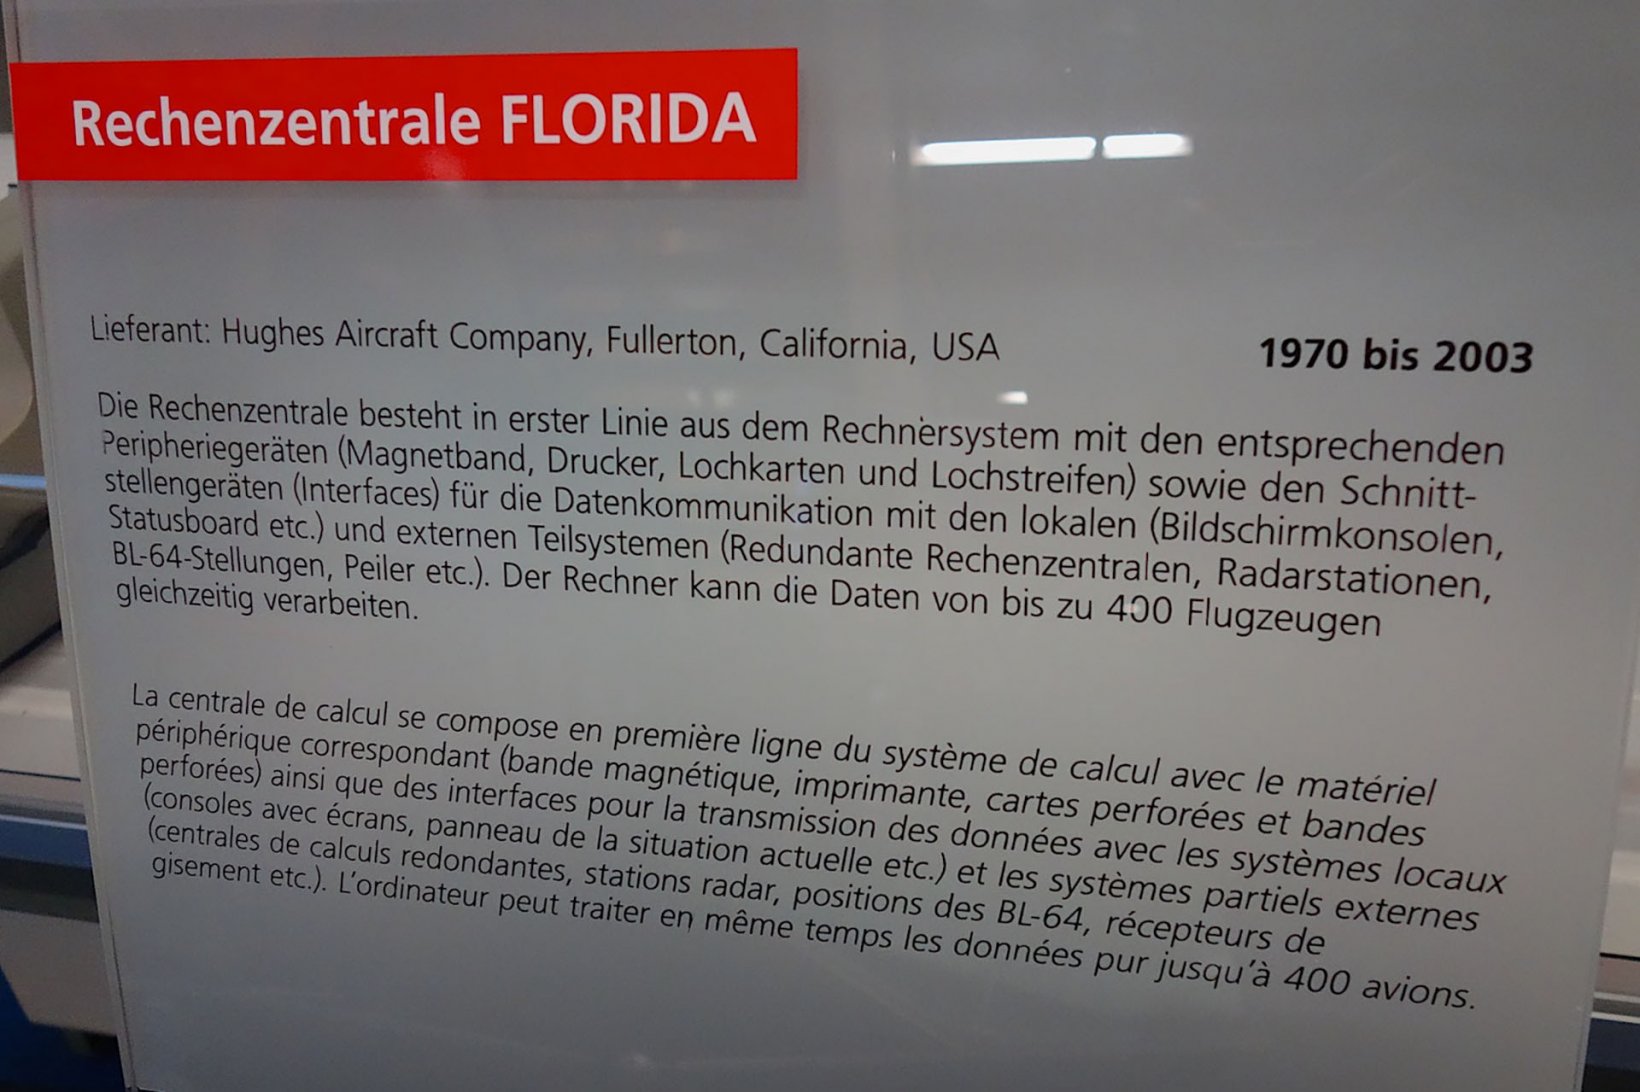 Rechenzentrale FLORIDA
Lieferant: Hughes Aircraft Company, Fullerton, California, USA
1970 bis 2003
Die Rechenzentrale besteht in erster Linie aus dem Rechnersystem mit den entsprechenden
Peripheriegeräten (Magnetband, Drucker, Lochkarten und Lochstreifen) sowie den Schnitt-
stellengeräten (Interfaces) für die Datenkommunikation mit den lokalen (Bildschirmkonsolen,
Statusboard etc.) und externen Teilsystemen (Redundante Rechenzentralen, Radarstationen,
BL-64-Stellungen, Peiler etc.). Der Rechner kann die Daten von bis zu 400 Flugzeugen
gleichzeitig verarbeiten.
La centrale de calcul se compose en première ligne du système de calcul avec le matériel
périphérique correspondant (bande magnétique, imprimante, cartes perforées et bandes
perforées) ainsi que des interfaces pour la transmission des données avec les systèmes locaux
(consoles avec écrans, panneau de la situation actuelle etc.) et les systèmes partiels externes
(centrales de calculs redondantes, stations radar, positions des BL-64, récepteurs de
gisement etc.). L'ordinateur peut traiter en même temps les données pur jusqu'à 400 avions.